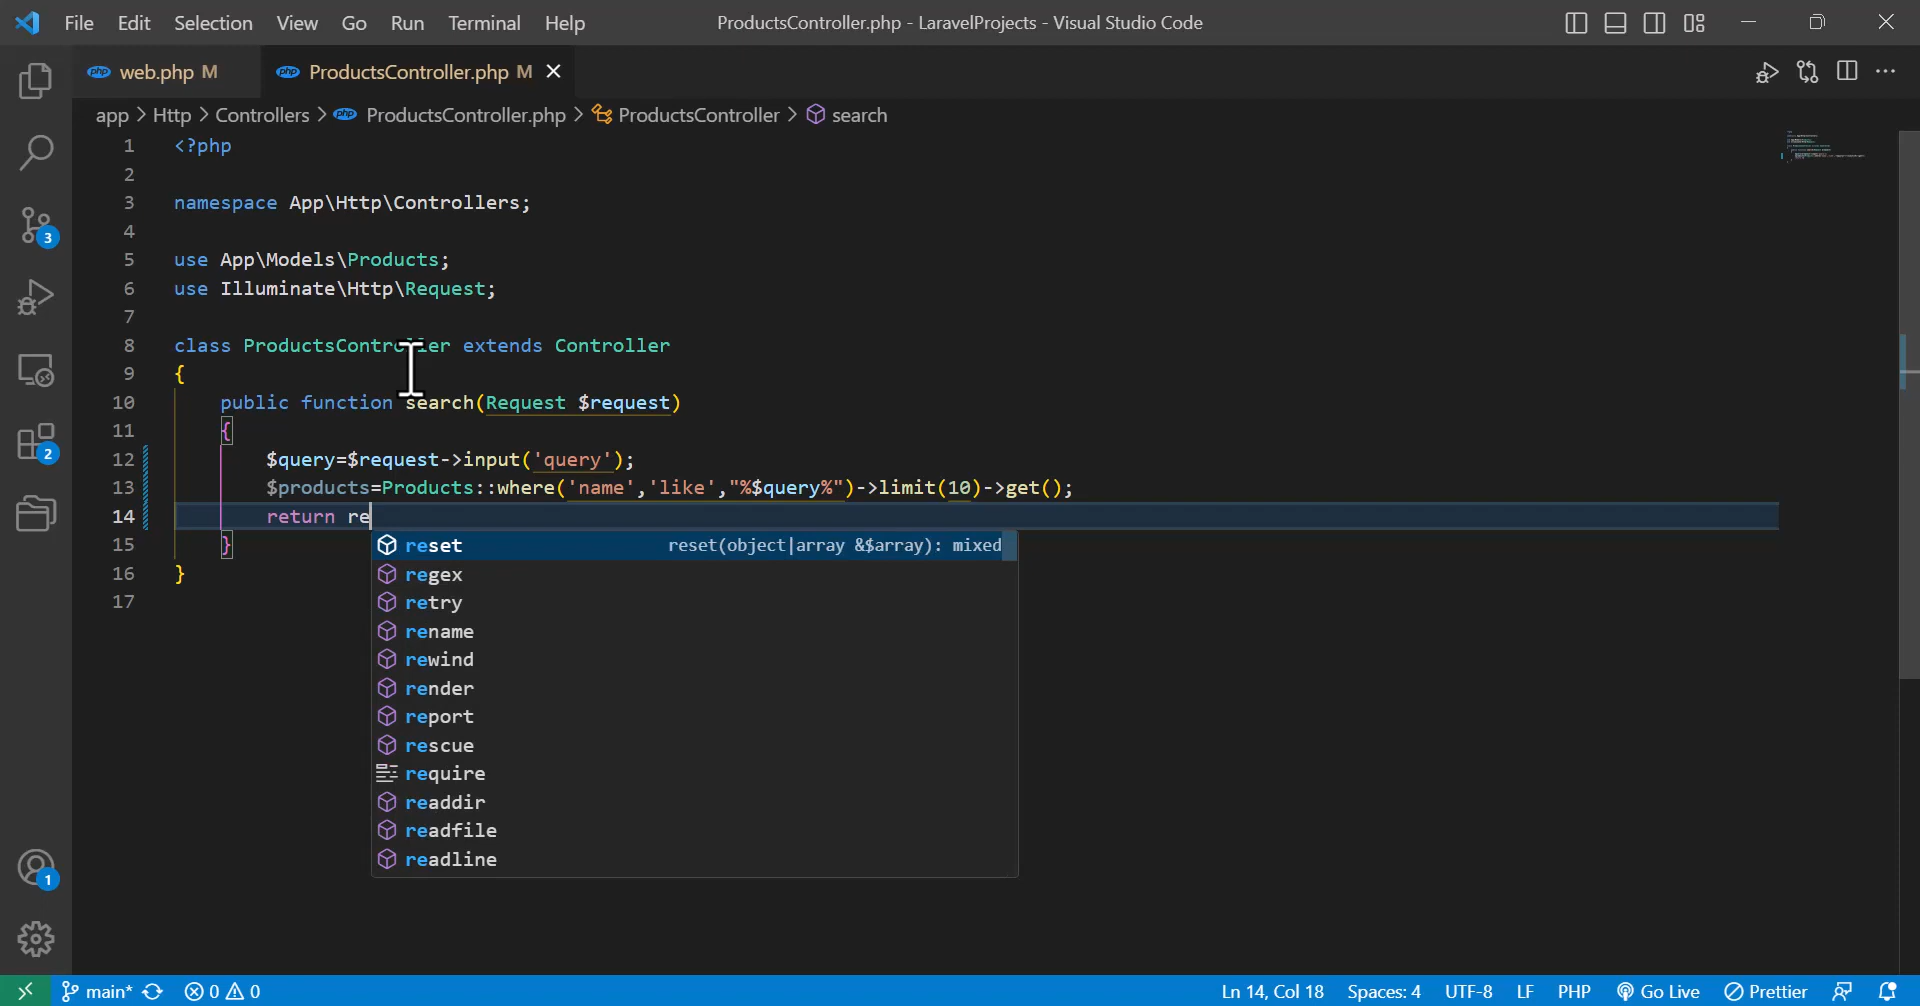 File Edit Selection View Go Run Terminal Help ProductsController.php - LaravelProjects - Visual Studio Code
web.php M ProductsController.php M
app > Http > Controllers > ProductsController.php > ProductsController > search
1 <?php
2
3 namespace App\Http\Controllers;
4
5 use App\Models\Products;
6 use Illuminate\Http\Request;
7
8 class ProductsController extends Controller
9 {
10 public function search(Request $request)
11 {
12 $query=$request->input('query');
13 $products=Products::where('name','like',"%$query%")->limit(10)->get();
14 return re
15 }
16 }
17
reset reset(object|array &$array): mixed
regex
retry
rename
rewind
render
report
rescue
require
readdir
readfile
readline
3
2
1
main* 0 0 Ln 14, Col 18 Spaces: 4 UTF-8 LF PHP Go Live Prettier